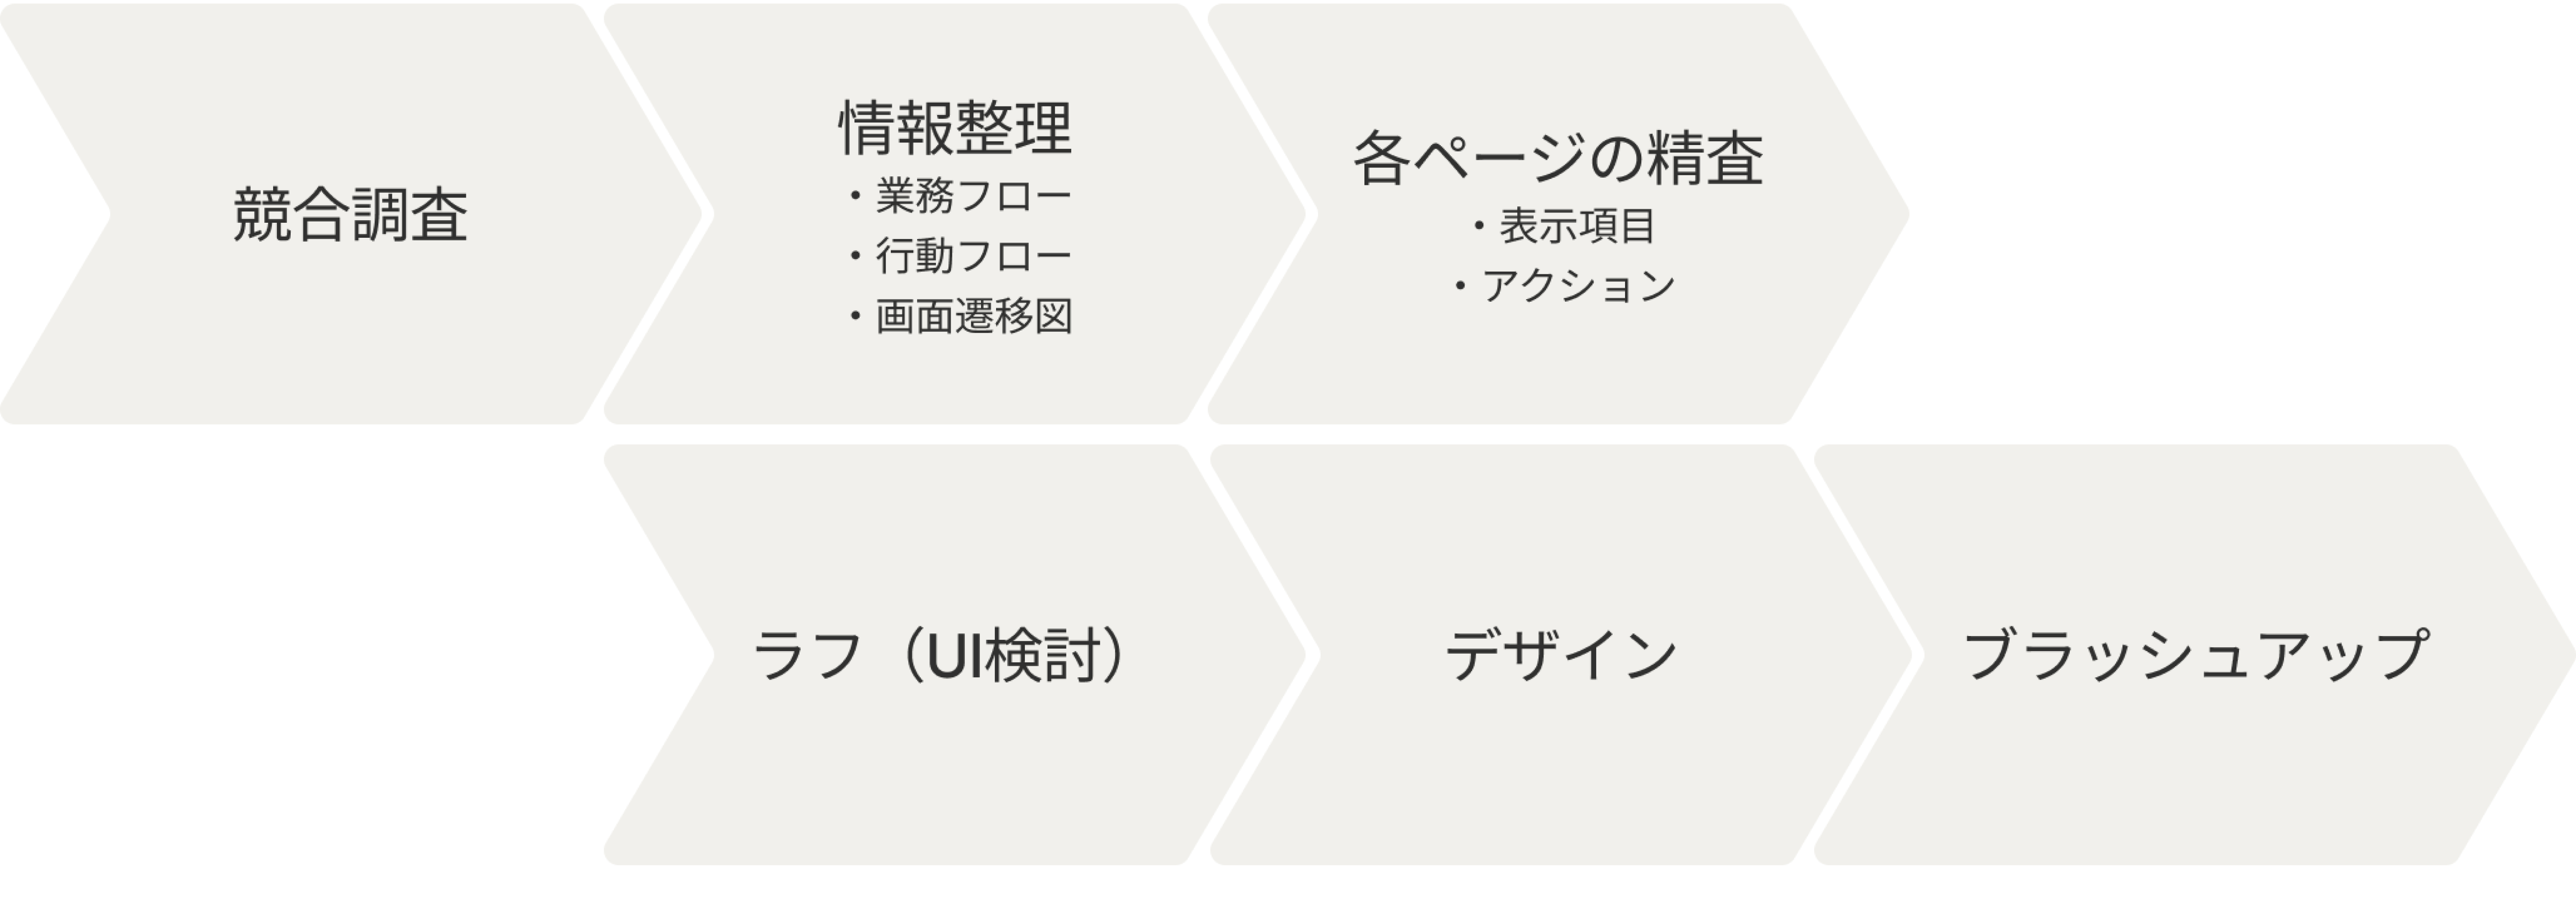 競合調査
情報整理
・業務フロー
・行動フロー
・画面遷移図
各ページの精査
・表示項目
・アクション
ラフ（UI検討）
デザイン
ブラッシュアップ